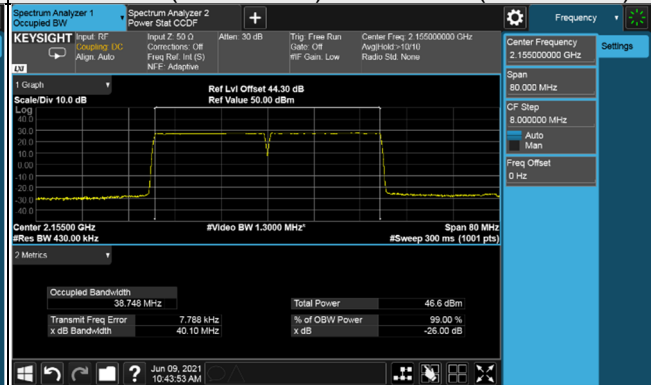 Spectrum Analyzer 1
Occupied BW
Spectrum Analyzer 2
Power Stat CCDF
+
Frequency
KEYSIGHT Input: RF
Coupling: DC
Align: Auto
Input Z: 50 Ω
Corrections: Off
Freq Ref: Int (S)
NFE: Adaptive
Atten: 30 dB
Trig: Free Run
Gate: Off
#IF Gain: Low
Center Freq: 2.155000000 GHz
Avg|Hold>10/10
Radio Std: None
LXI
Center Frequency
2.155000000 GHz
Settings
Span
80.000 MHz
CF Step
8.000000 MHz
Auto
Man
Freq Offset
0 Hz
1 Graph
Scale/Div 10.0 dB
Ref Lvl Offset 44.30 dB
Ref Value 50.00 dBm
Log
40.0
30.0
20.0
10.0
0.00
-10.0
-20.0
-30.0
-40.0
Center 2.15500 GHz
#Res BW 430.00 kHz
#Video BW 1.3000 MHz*
Span 80 MHz
#Sweep 300 ms (1001 pts)
2 Metrics
Occupied Bandwidth
38.748 MHz
Total Power 46.6 dBm
Transmit Freq Error 7.788 kHz
% of OBW Power 99.00 %
x dB Bandwidth 40.10 MHz
x dB -26.00 dB
?
Jun 09, 2021
10:43:53 AM